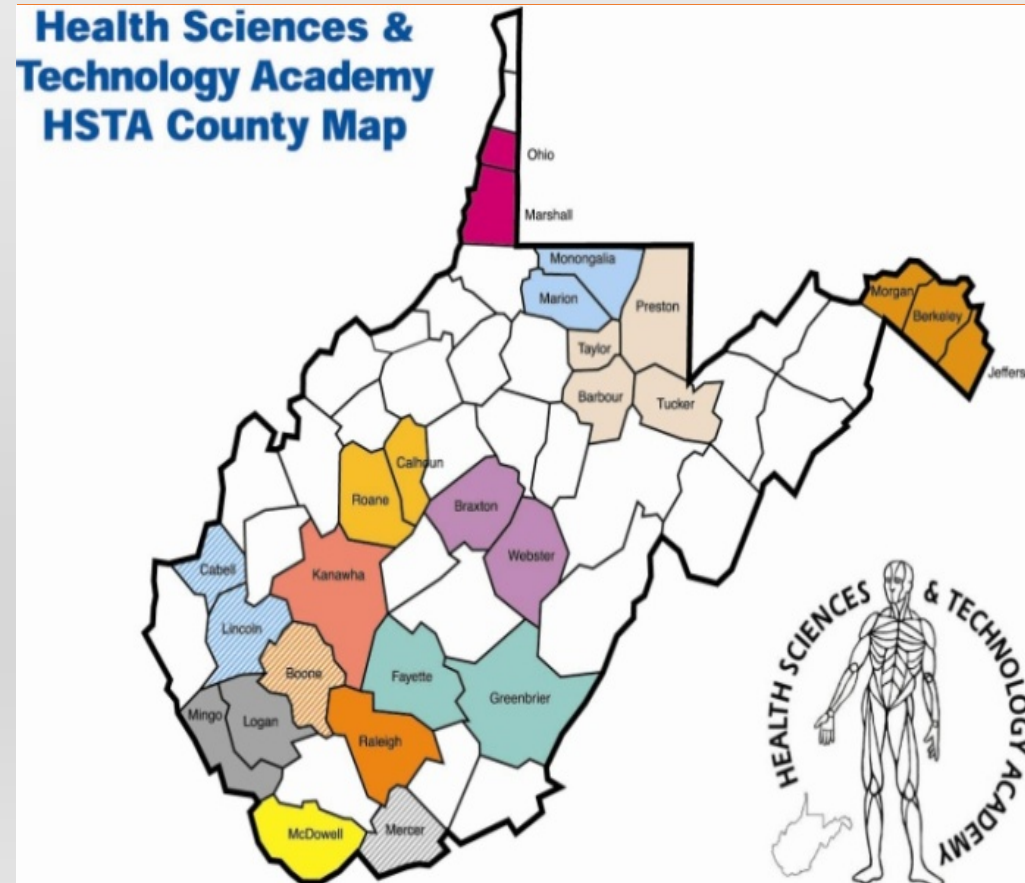 Health Sciences &
Technology Academy
HSTA County Map
Ohio
Marshall
Monongalia
Marion
Preston
Taylor
Barbour
Tucker
Morgan
Berkeley
Jeffers
Calhoun
Roane
Braxton
Webster
Cabell
Kanawha
Lincoln
Boone
Fayette
Greenbrier
Mingo
Logan
Raleigh
McDowell
Mercer
HEALTH SCIENCES & TECHNOLOGY ACADEMY